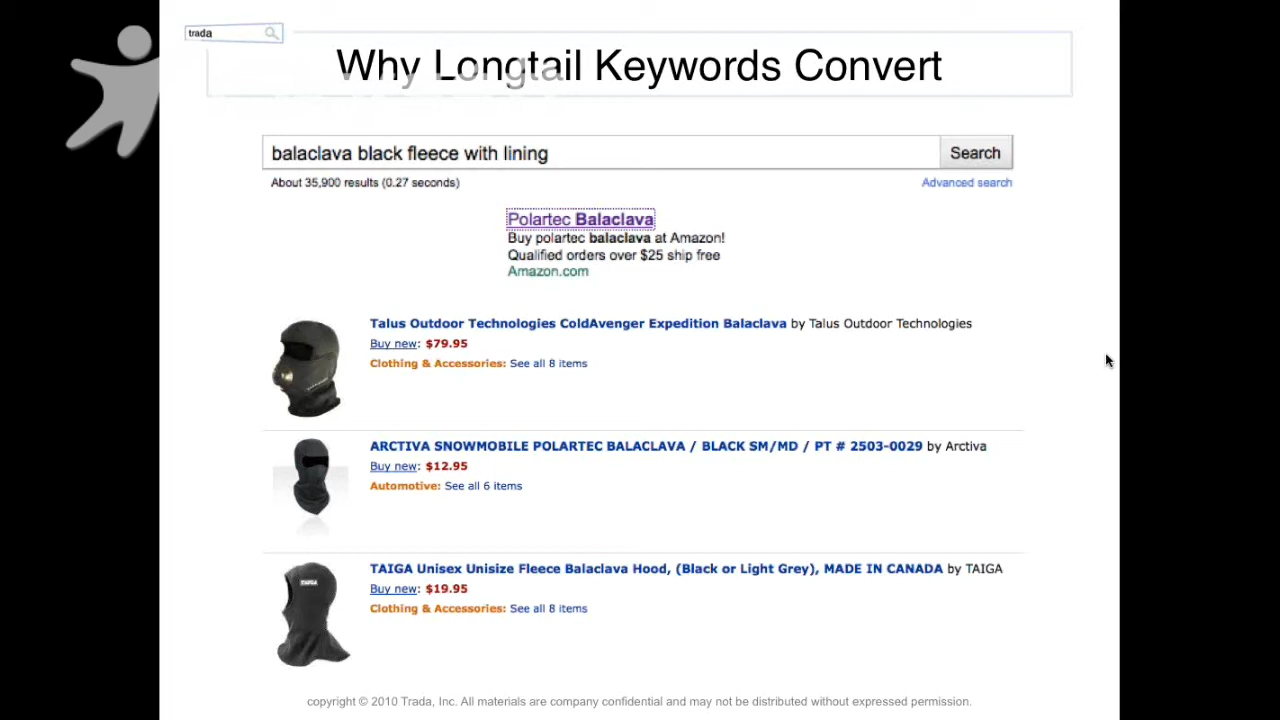 trada
Why Longtail Keywords Convert
balaclava black fleece with lining
Search
About 35,900 results (0.27 seconds)
Advanced search
Polartec Balaclava
Buy polartec balaclava at Amazon!
Qualified orders over $25 ship free
Amazon.com
Talus Outdoor Technologies ColdAvenger Expedition Balaclava by Talus Outdoor Technologies
Buy new: $79.95
Clothing & Accessories: See all 8 items
ARCTIVA SNOWMOBILE POLARTEC BALACLAVA / BLACK SM/MD / PT # 2503-0029 by Arctiva
Buy new: $12.95
Automotive: See all 6 items
TAIGA Unisex Unisize Fleece Balaclava Hood, (Black or Light Grey), MADE IN CANADA by TAIGA
Buy new: $19.95
Clothing & Accessories: See all 8 items
TAIGA
copyright © 2010 Trada, Inc. All materials are company confidential and may not be distributed without expressed permission.